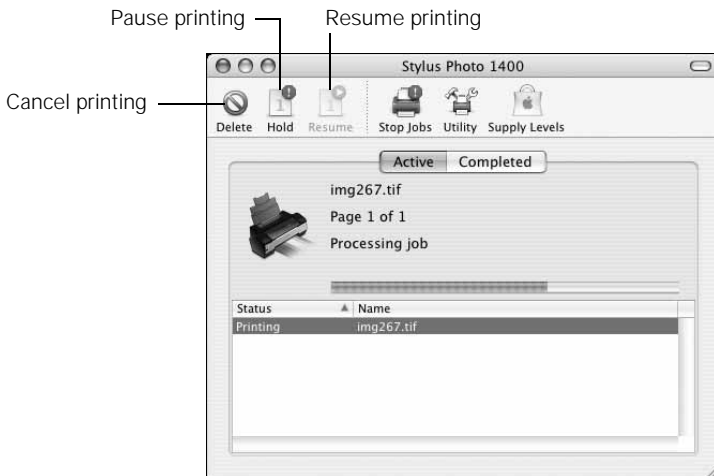 Pause printing
Resume printing
Stylus Photo 1400
Cancel printing
Delete Hold Resume Stop Jobs Utility Supply Levels
Active Completed
img267.tif
Page 1 of 1
Processing job
Status Name
Printing img267.tif